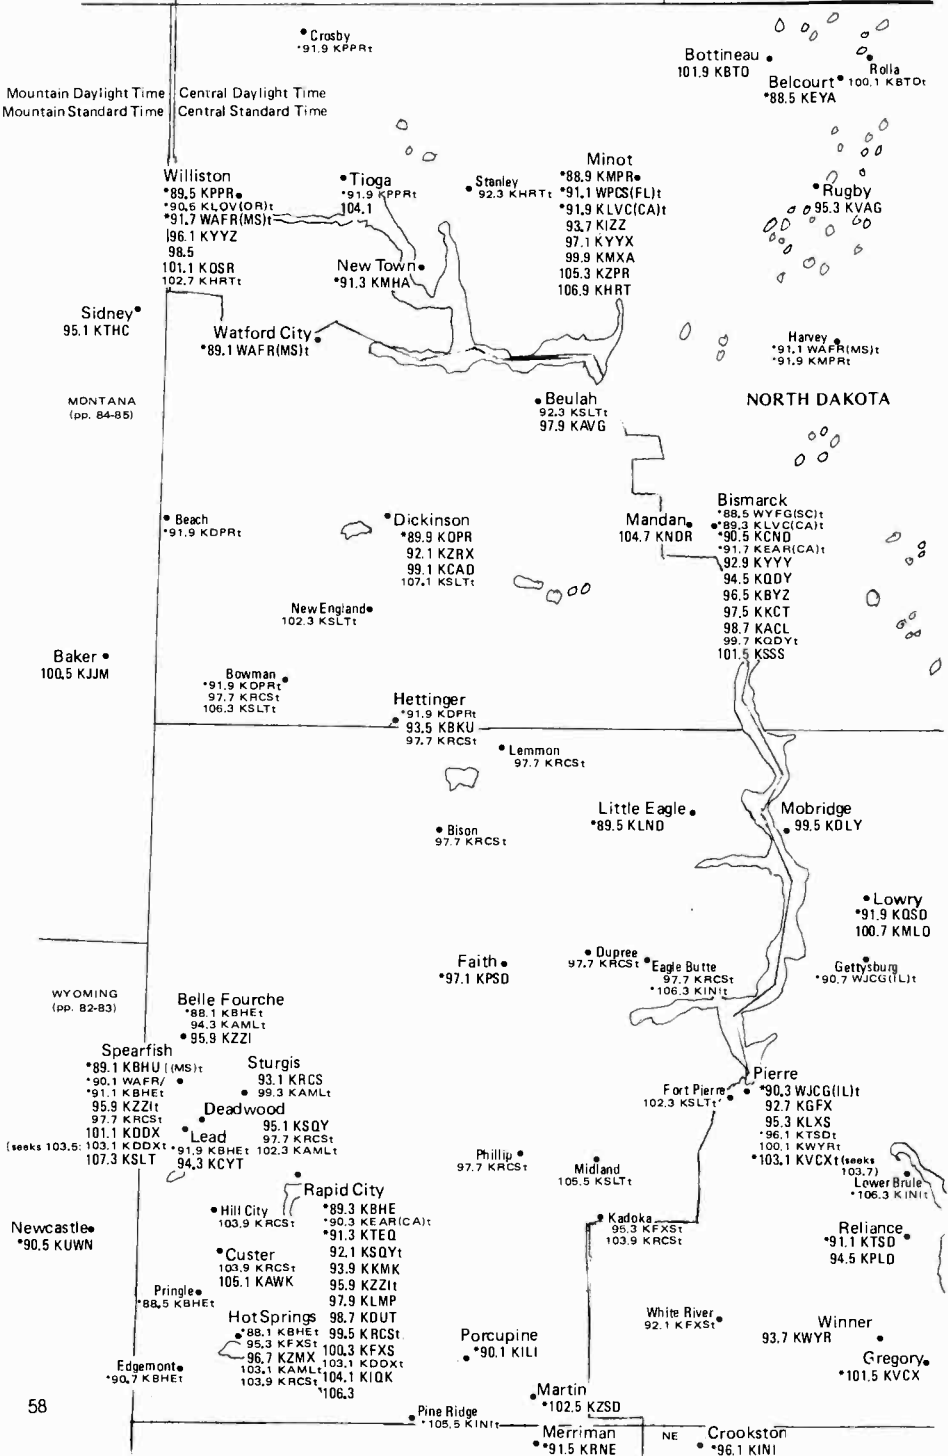 Crosby
*91.9 KPPRt
Bottineau
101.9 KBTO
Rolla
100.1 KBTOt
Belcourt
*88.5 KEYA
Mountain Daylight Time
Central Daylight Time
Mountain Standard Time
Central Standard Time
Williston
*89.5 KPPR
*90.5 KLOV(OR)t
*91.7 WAFR(MS)t
96.1 KYYZ
98.5
101.1 KDSR
102.7 KHRTt
Tioga
*91.9 KPPRt
104.1
Stanley
92.3 KHRTt
Minot
*88.9 KMPR
*91.1 WPCS(FL)t
*91.9 KLVC(CA)t
93.7 KIZZ
97.1 KYYX
99.9 KMXA
105.3 KZPR
106.9 KHRT
Rugby
95.3 KVAG
New Town
*91.3 KMHA
Sidney
95.1 KTHC
Watford City
*89.1 WAFR(MS)t
Harvey
*91.1 WAFR(MS)t
*91.9 KMPRt
MONTANA
(pp. 84-85)
Beulah
92.3 KSLTt
97.9 KAVG
NORTH DAKOTA
Beach
*91.9 KDPRt
Dickinson
*89.9 KDPR
92.1 KZRX
99.1 KCAD
107.1 KSLTt
Mandan
104.7 KNDR
Bismarck
*88.5 WYFG(SC)t
*89.3 KLVC(CA)t
*90.5 KCND
*91.7 KEAR(CA)t
92.9 KYYY
94.5 KQDY
96.5 KBYZ
97.5 KKCT
98.7 KACL
99.7 KQDYt
101.5 KSSS
New England
102.3 KSLTt
Baker
100.5 KJJM
Bowman
*91.9 KDPRt
97.7 KRCSt
106.3 KSLTt
Hettinger
*91.9 KDPRt
93.5 KBKU
97.7 KRCSt
Lemmon
97.7 KRCSt
Bison
97.7 KRCSt
Little Eagle
*89.5 KLND
Mobridge
99.5 KOLY
Lowry
*91.9 KQSD
100.7 KMLO
Faith
*97.1 KPSD
Dupree
97.7 KRCSt
Eagle Butte
97.7 KRCSt
*106.3 KINIt
Gettysburg
*90.7 WJCG(IL)t
WYOMING
(pp. 82-83)
Belle Fourche
*88.1 KBHEt
94.3 KAMLt
95.9 KZZI
Spearfish
*89.1 KBHU ((MS)t
*90.1 WAFR/
*91.1 KBHEt
95.9 KZZIt
97.7 KRCSt
101.1 KDDX
(seeks 103.5: 103.1 KDDXt
107.3 KSLT
Sturgis
93.1 KRCS
99.3 KAMLt
Deadwood
95.1 KSQY
97.7 KRCSt
102.3 KAMLt
Lead
*91.9 KBHEt
94.3 KCYT
Fort Pierre
102.3 KSLTt
Pierre
*90.3 WJCG(IL)t
92.7 KGFX
95.3 KLXS
*96.1 KTSDt
100.1 KWYRt
*103.1 KVCXt (seeks
103.7)
Phillip
97.7 KRCSt
Midland
105.5 KSLTt
Lower Brule
*106.3 KINIt
Newcastle
*90.5 KUWN
Hill City
103.9 KRCSt
Rapid City
*89.3 KBHE
*90.3 KEAR(CA)t
*91.3 KTEQ
92.1 KSQYt
93.9 KKMK
95.9 KZZIt
97.9 KLMP
98.7 KOUT
99.5 KRCSt
100.3 KFXS
103.1 KDDXt
104.1 KIQK
*106.3
Kadoka
95.3 KFXSt
103.9 KRCSt
Reliance
*91.1 KTSD
94.5 KPLO
Custer
103.9 KRCSt
105.1 KAWK
Pringle
*88.5 KBHEt
Hot Springs
*88.1 KBHEt
95.3 KFXSt
96.7 KZMX
103.1 KAMLt
103.9 KRCSt
Porcupine
*90.1 KILI
White River
92.1 KFXSt
Winner
93.7 KWYR
Gregory
*101.5 KVCX
Edgemont
*90.7 KBHEt
Martin
*102.5 KZSD
58
Pine Ridge
*105.5 KINIt
Merriman
*91.5 KRNE
NE
Crookston
*96.1 KINI